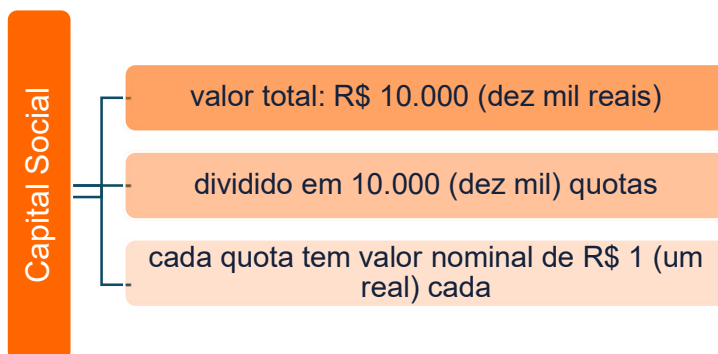 Capital Social
valor total: R$ 10.000 (dez mil reais)
dividido em 10.000 (dez mil) quotas
cada quota tem valor nominal de R$ 1 (um
real) cada